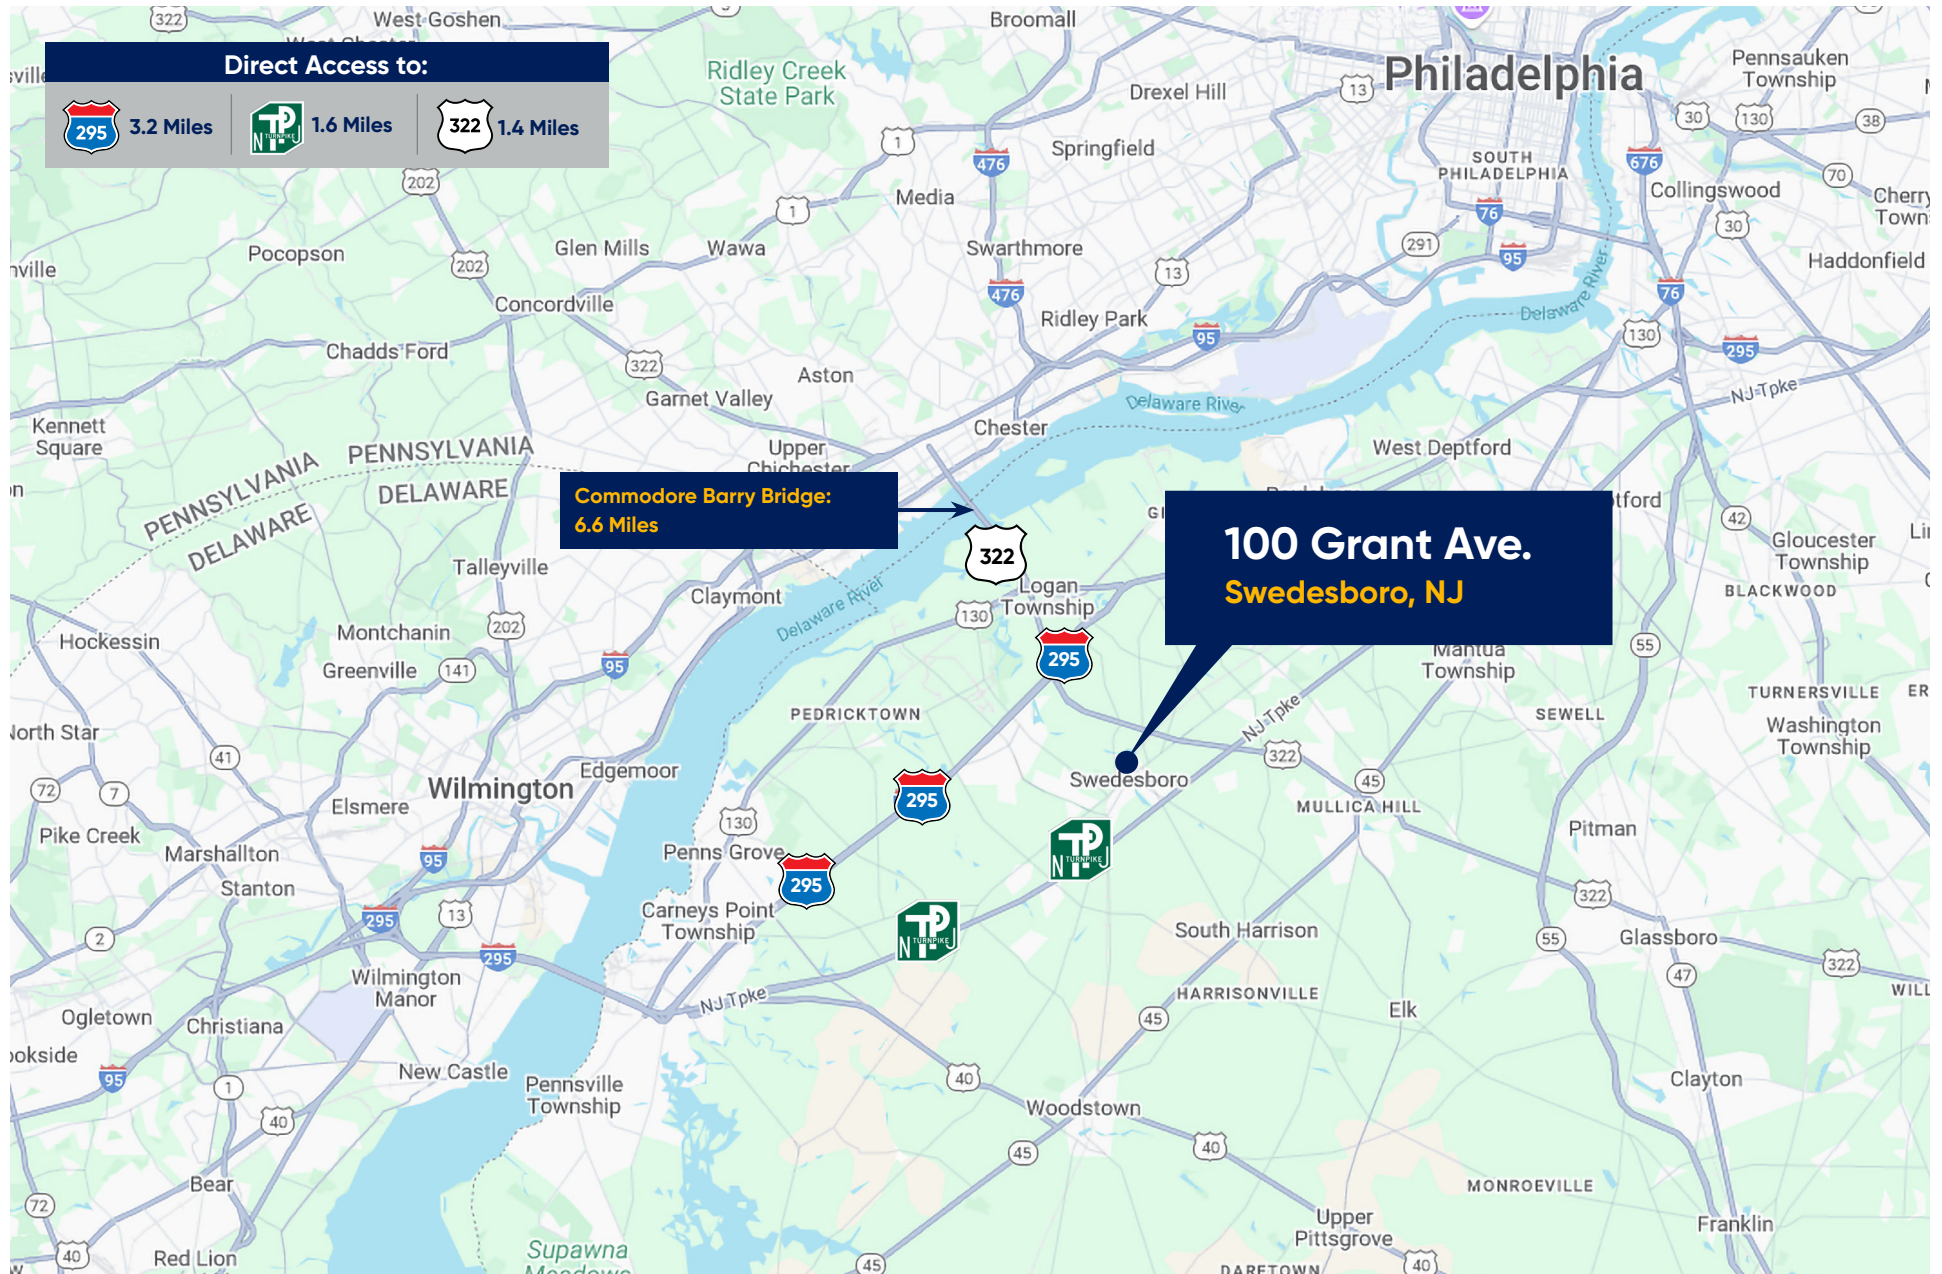 322
West Goshen
Broomall
Direct Access to:
295
3.2 Miles
N
TP
TURNPIKE
J
1.6 Miles
322
1.4 Miles
Ridley Creek
State Park
Drexel Hill
13
Philadelphia
Pennsauken
Township
30
130
38
1
476
Springfield
SOUTH
PHILADELPHIA
676
70
202
Media
Collingswood
Cherry
1
76
30
Pocopson
202
Glen Mills
Wawa
Swarthmore
13
291
95
Haddonfield
476
76
Concordville
Ridley Park
95
Delaware River
130
295
Chadds Ford
322
Aston
NJ Tpke
Garnet Valley
Delaware River
Kennett
Square
Chester
PENNSYLVANIA
PENNSYLVANIA
DELAWARE
DELAWARE
Upper
Chichester
West Deptford
Commodore Barry Bridge:
6.6 Miles
100 Grant Ave.
Swedesboro, NJ
42
Gloucester
Township
BLACKWOOD
322
Talleyville
Claymont
Delaware River
Logan
Township
130
295
Hockessin
Montchanin
202
Greenville
141
95
Mantua
Township
55
PEDRICKTOWN
NJ Tpke
SEWELL
TURNERSVILLE
Washington
Township
North Star
41
Edgemoor
Swedesboro
322
45
72
7
Wilmington
295
Elsmere
130
MULLICA HILL
Pike Creek
Marshallton
95
Penns Grove
295
N
TP
TURNPIKE
J
Pitman
Stanton
322
295
13
Carneys Point
Township
N
TP
TURNPIKE
J
South Harrison
2
295
55
Glassboro
322
Wilmington
Manor
NJ Tpke
HARRISONVILLE
47
Ogletown
Christiana
45
Elk
95
1
New Castle
Pennsville
Township
40
Clayton
40
Woodstown
45
40
Bear
MONROEVILLE
72
Upper
Pittsgrove
Franklin
40
Red Lion
Supawna
Meadows
45
DARETOWN
40